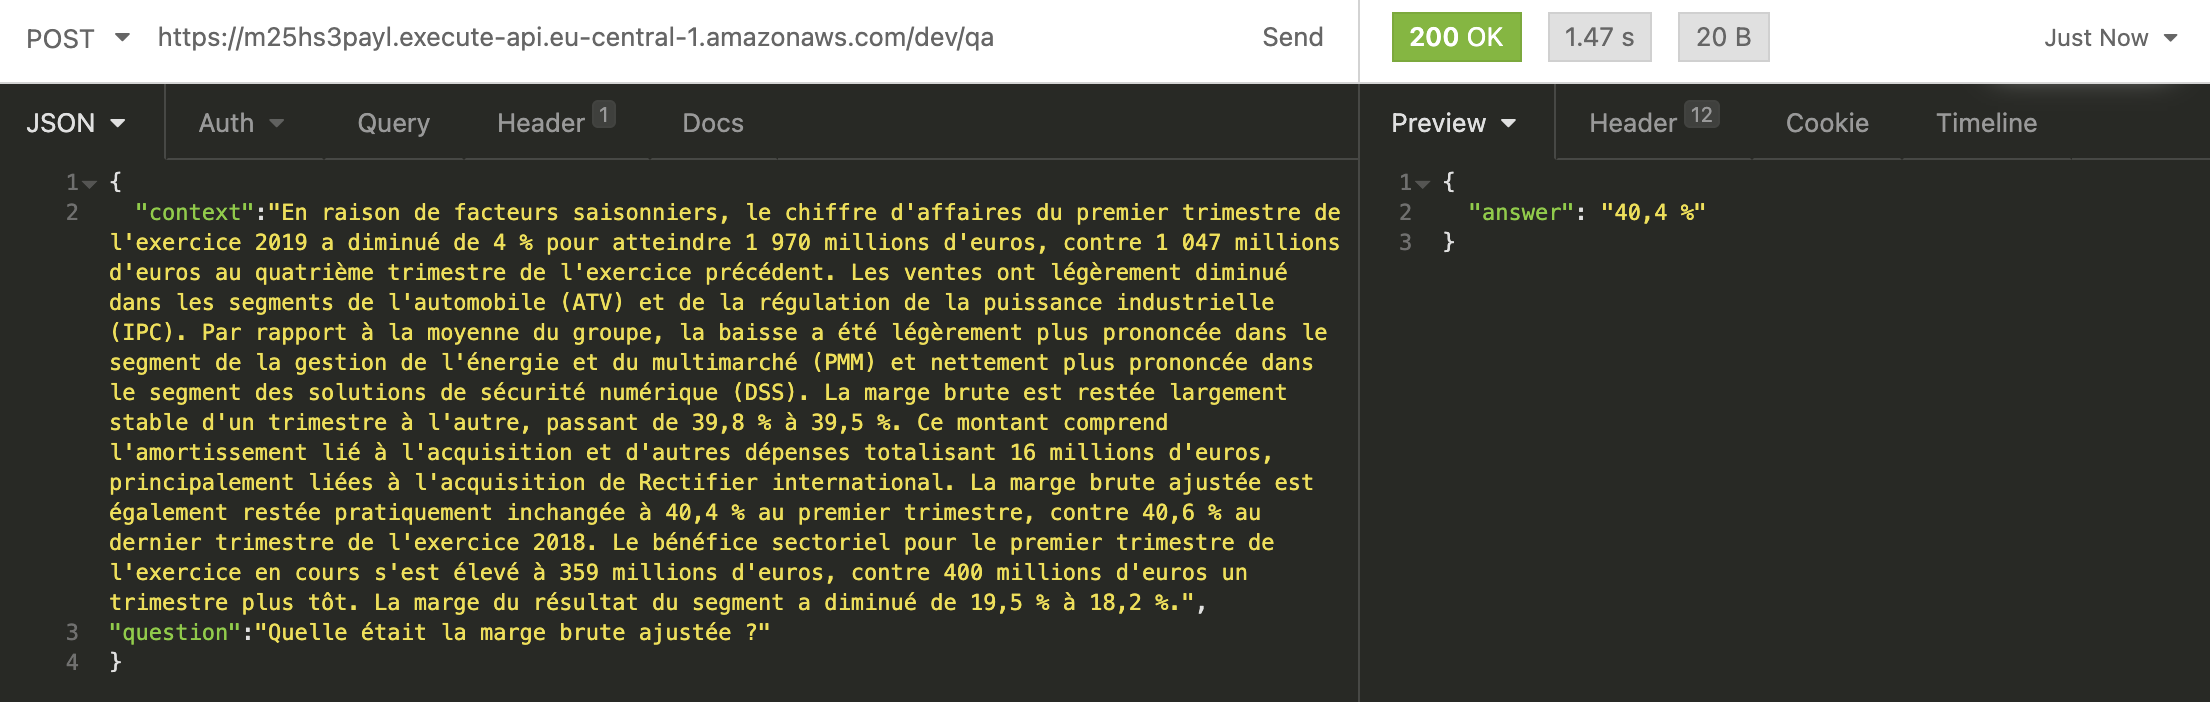 POST https://m25hs3payl.execute-api.eu-central-1.amazonaws.com/dev/qa Send 200 OK 1.47 s 20 B Just Now
JSON Auth Query Header 1 Docs Preview Header 12 Cookie Timeline
1 {
2 "context":"En raison de facteurs saisonniers, le chiffre d'affaires du premier trimestre de
l'exercice 2019 a diminué de 4 % pour atteindre 1 970 millions d'euros, contre 1 047 millions
d'euros au quatrième trimestre de l'exercice précédent. Les ventes ont légèrement diminué
dans les segments de l'automobile (ATV) et de la régulation de la puissance industrielle
(IPC). Par rapport à la moyenne du groupe, la baisse a été légèrement plus prononcée dans le
segment de la gestion de l'énergie et du multimarché (PMM) et nettement plus prononcée dans
le segment des solutions de sécurité numérique (DSS). La marge brute est restée largement
stable d'un trimestre à l'autre, passant de 39,8 % à 39,5 %. Ce montant comprend
l'amortissement lié à l'acquisition et d'autres dépenses totalisant 16 millions d'euros,
principalement liées à l'acquisition de Rectifier international. La marge brute ajustée est
également restée pratiquement inchangée à 40,4 % au premier trimestre, contre 40,6 % au
dernier trimestre de l'exercice 2018. Le bénéfice sectoriel pour le premier trimestre de
l'exercice en cours s'est élevé à 359 millions d'euros, contre 400 millions d'euros un
trimestre plus tôt. La marge du résultat du segment a diminué de 19,5 % à 18,2 %.",
3 "question":"Quelle était la marge brute ajustée ?"
4 }
1 {
2 "answer": "40,4 %"
3 }